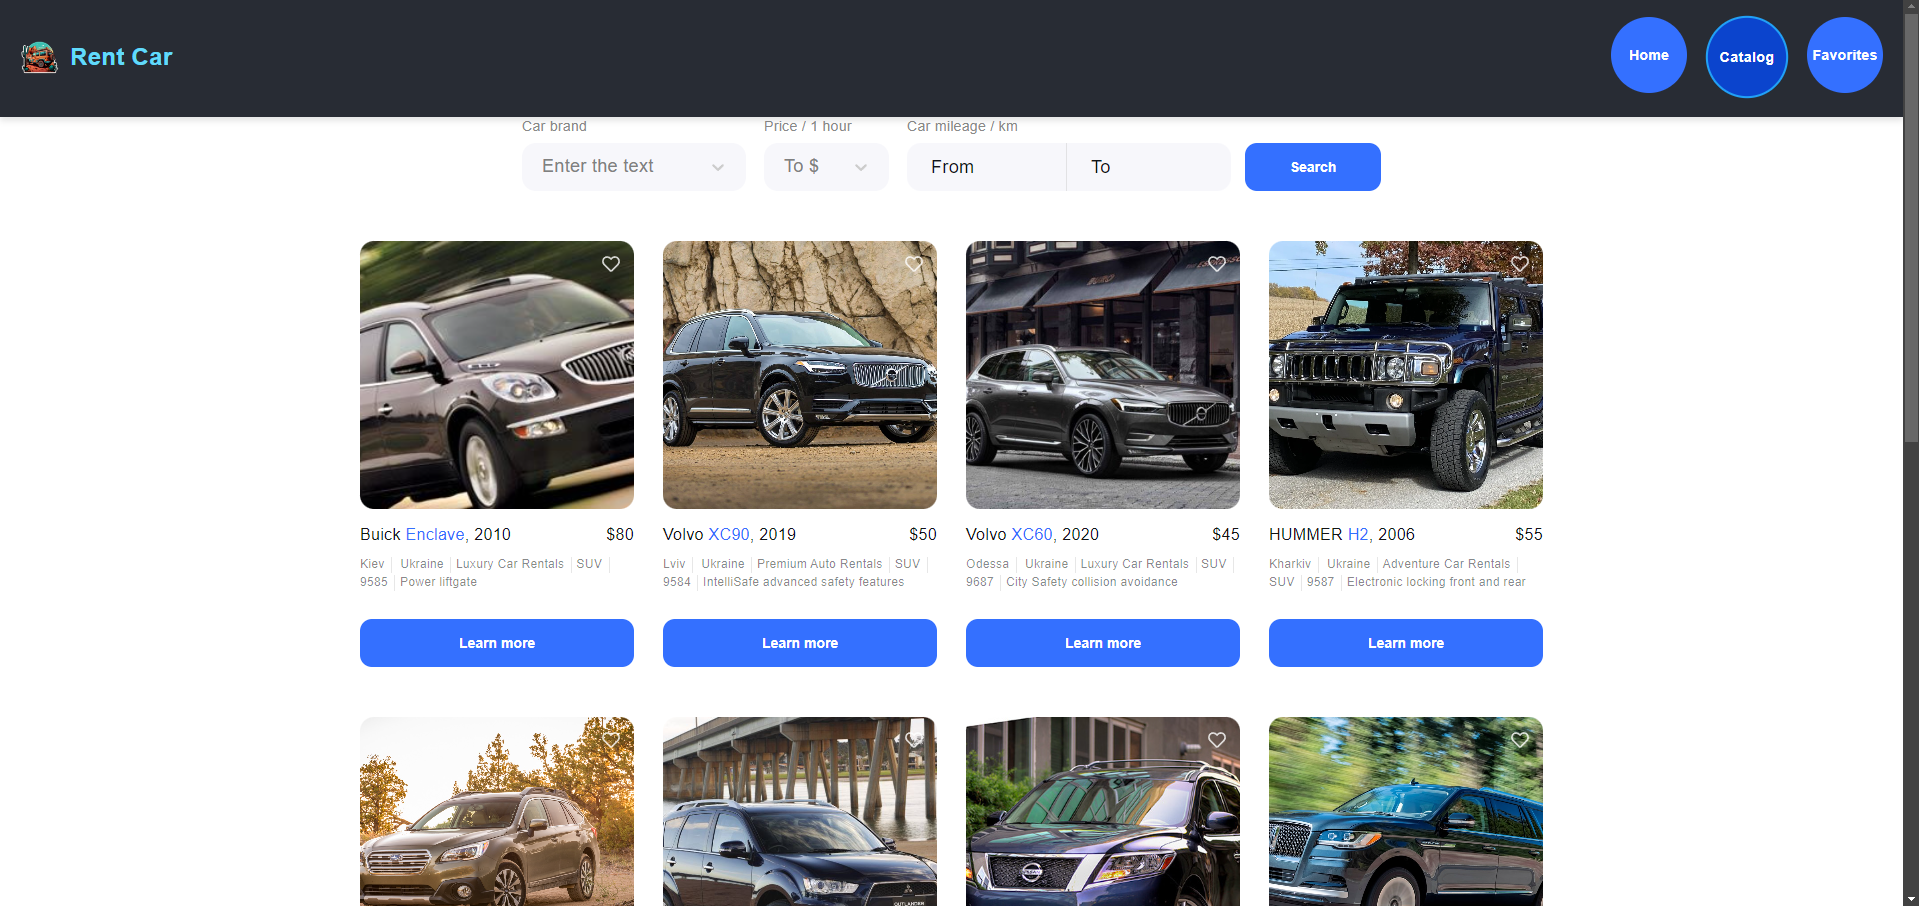 Rent Car
Home
Catalog
Favorites
Car brand
Price / 1 hour
Car mileage / km
Enter the text
To $
From
To
Search
Buick Enclave, 2010 $80
Kiev Ukraine Luxury Car Rentals SUV
9585 Power liftgate
Learn more
Volvo XC90, 2019 $50
Lviv Ukraine Premium Auto Rentals SUV
9584 IntelliSafe advanced safety features
Learn more
Volvo XC60, 2020 $45
Odessa Ukraine Luxury Car Rentals SUV
9687 City Safety collision avoidance
Learn more
HUMMER H2, 2006 $55
Kharkiv Ukraine Adventure Car Rentals
SUV 9587 Electronic locking front and rear
Learn more
OUTLANDER
NISSAN